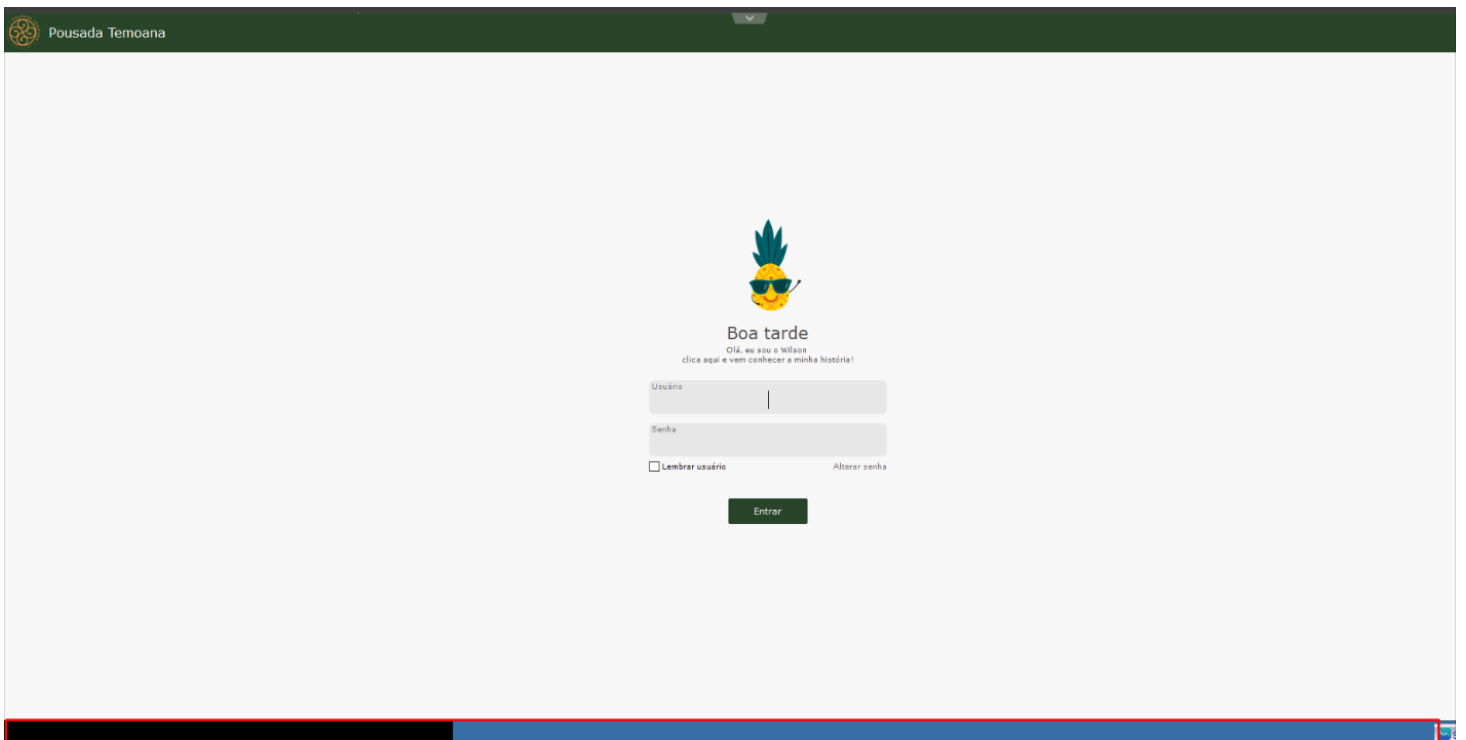 Pousada Temoana
Boa tarde
Olá, eu sou o Wilson
clica aqui e vem conhecer a minha história!
Usuário
Senha
Lembrar usuário
Alterar senha
Entrar